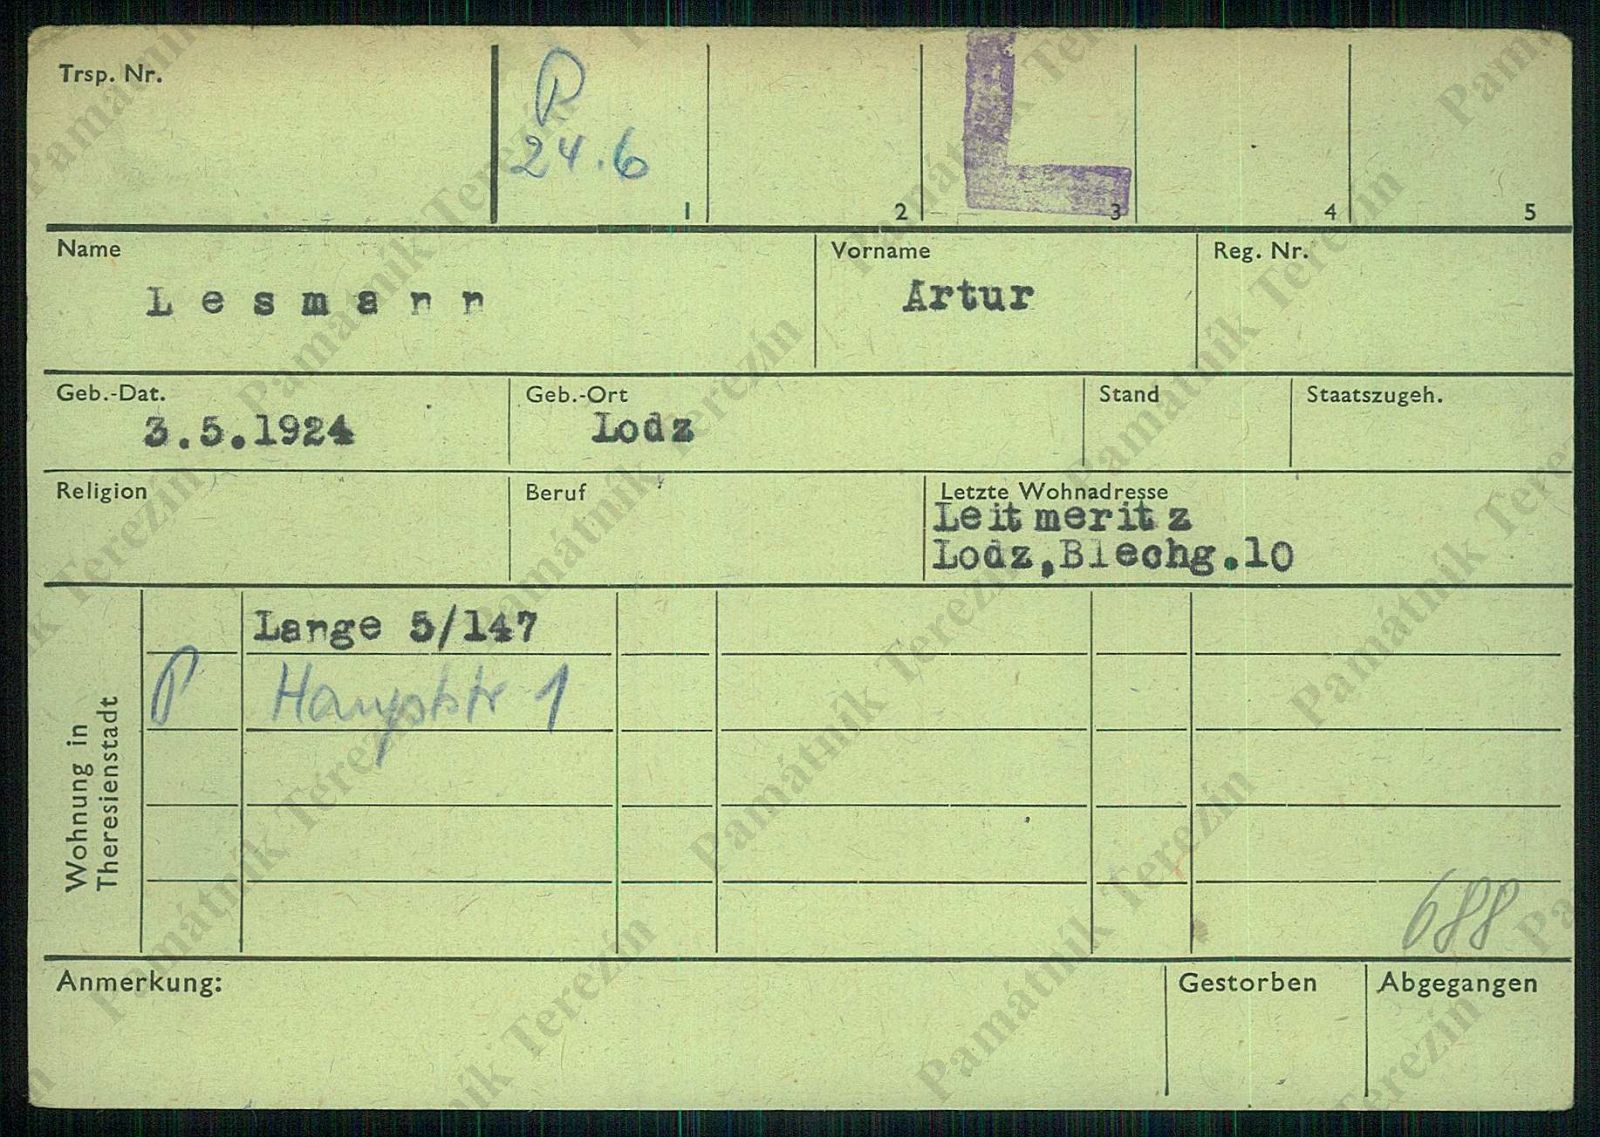 Trsp. Nr.
P
24.6
L
1
2
3
4
5
Name
Vorname
Reg. Nr.
Lesmann
Artur
Geb.-Dat.
Geb.-Ort
Stand
Staatszugeh.
3.5.1924
Lodz
Religion
Beruf
Letzte Wohnadresse
Leitmeritz
Lodz,Blechg.10
Wohnung in
Theresienstadt
Lange 5/147
P
Hauptstr 1
688
Anmerkung:
Gestorben
Abgegangen
Památník Terezín